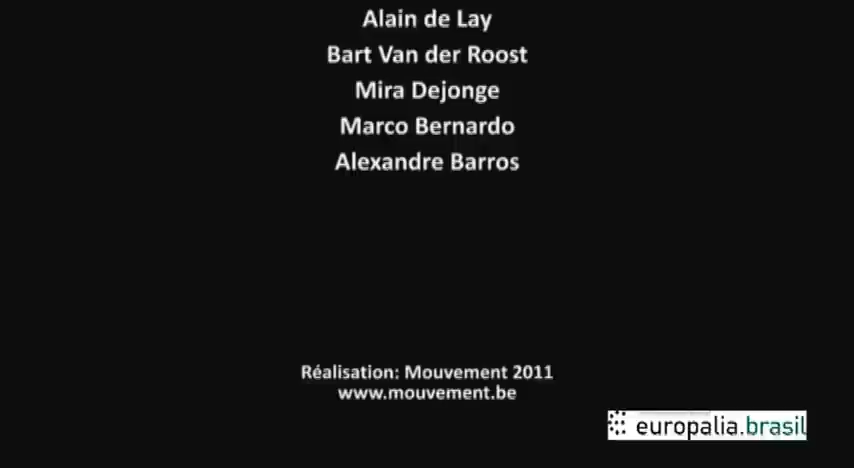 Alain de Lay
Bart Van der Roost
Mira Dejonge
Marco Bernardo
Alexandre Barros
Réalisation: Mouvement 2011
www.mouvement.be
europalia.brasil